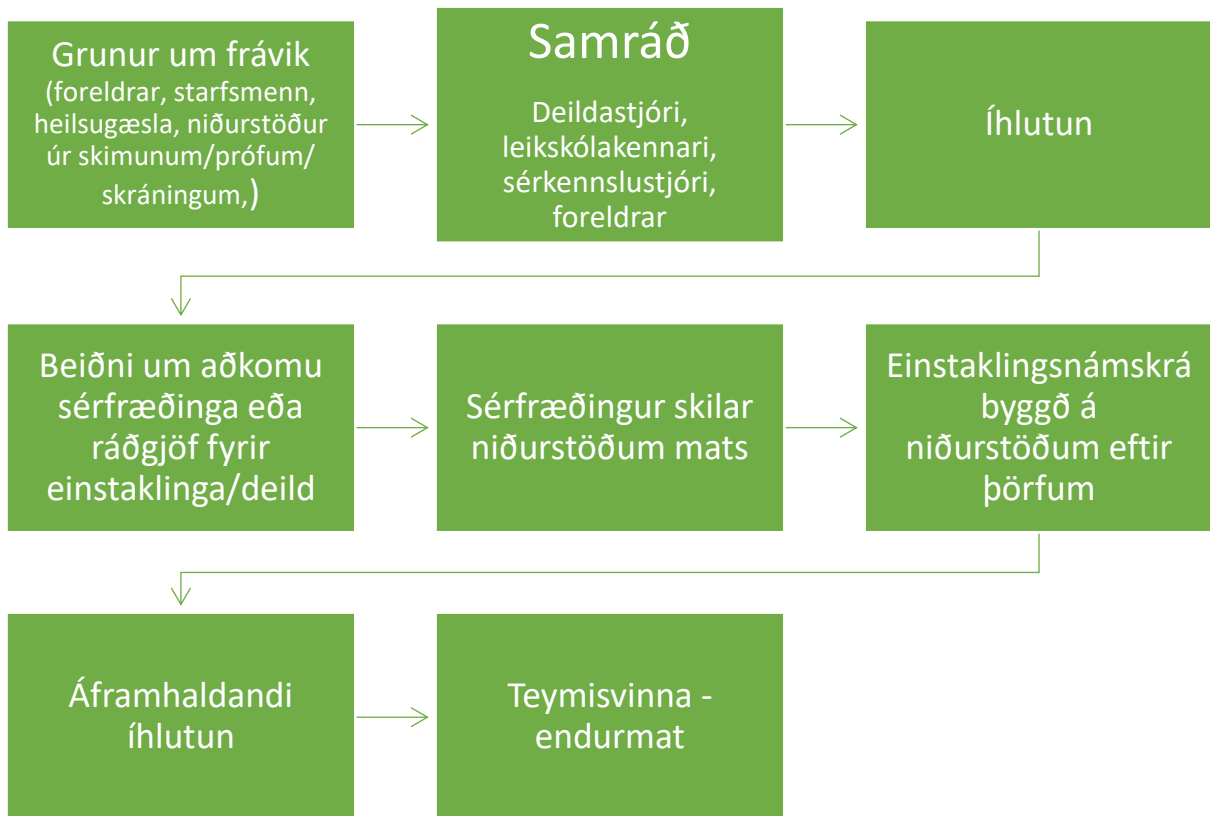 Grunur um frávik
(foreldrar, starfsmenn,
heilsugæsla, niðurstöður
úr skimunum/prófum/
skráningum,)
Samráð
Deildastjóri,
leikskólakennari,
sérkennslustjóri,
foreldrar
Íhlutun
Beiðni um aðkomu
sérfræðinga eða
ráðgjöf fyrir
einstaklinga/deild
Sérfræðingur skilar
niðurstöðum mats
Einstaklingsnámskrá
byggð á
niðurstöðum eftir
þörfum
Áframhaldandi
íhlutun
Teymisvinna -
endurmat